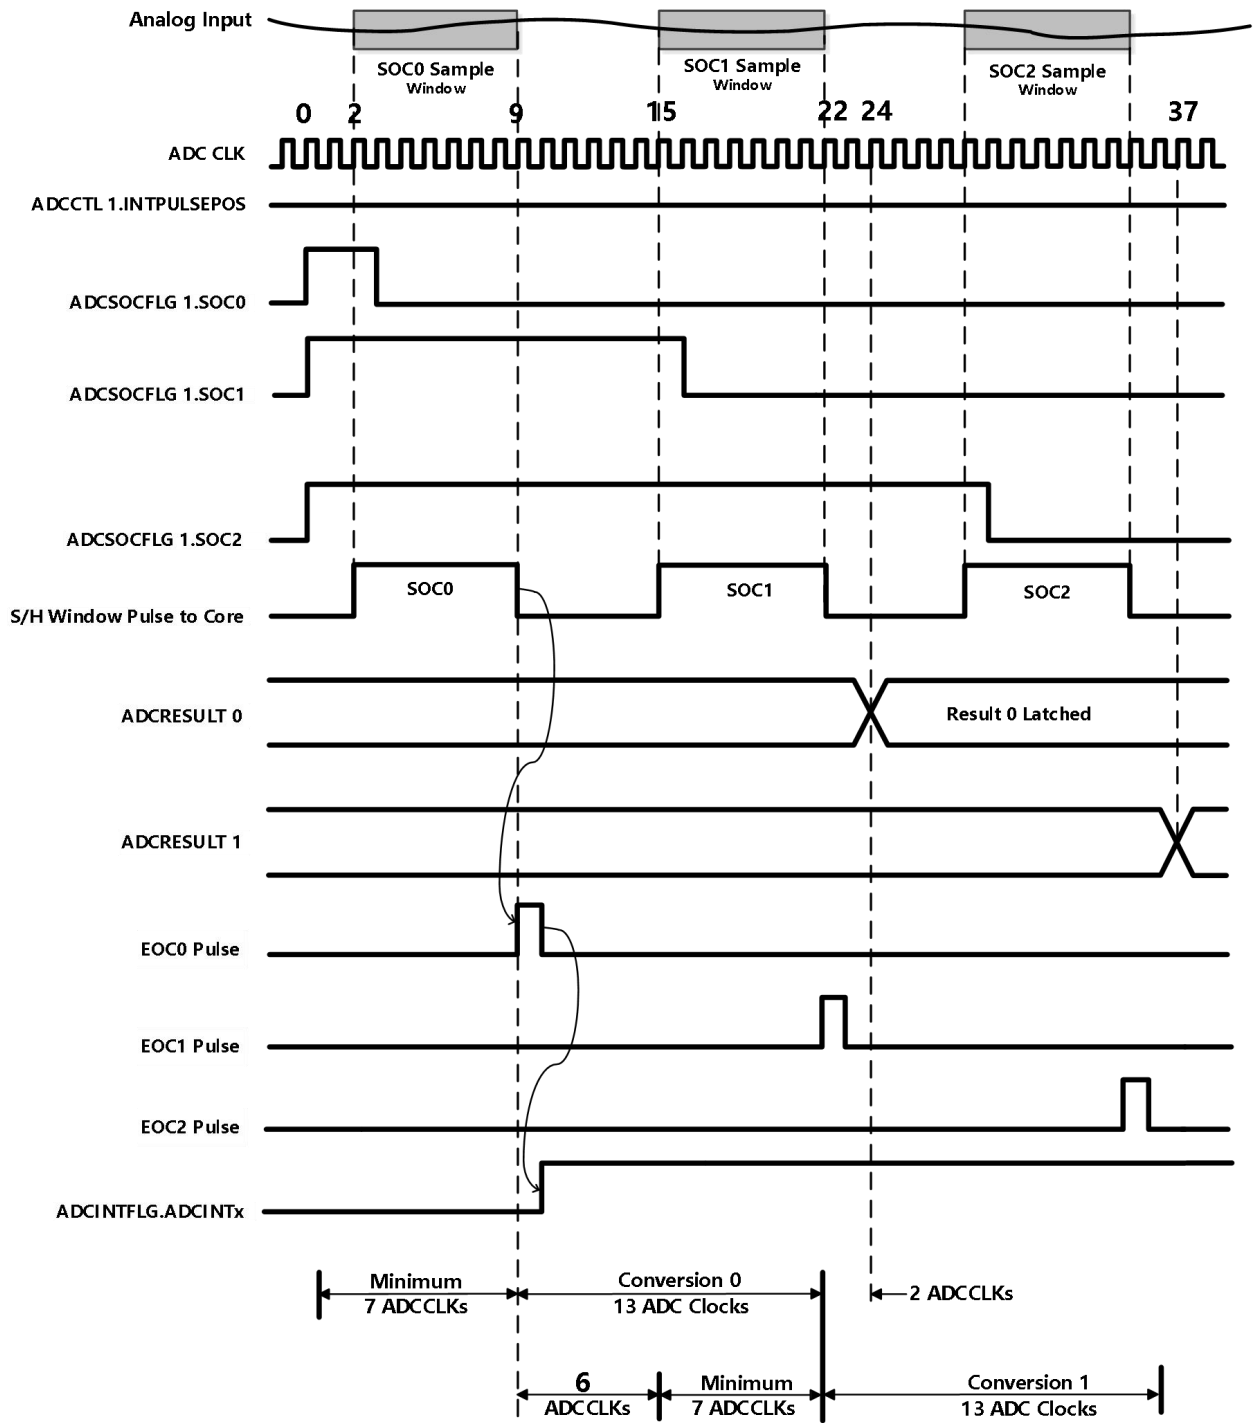 Analog Input
SOC0 Sample
Window
SOC1 Sample
Window
SOC2 Sample
Window
0 2 9 15 22 24 37
ADC CLK
ADCCTL 1.INTPULSEPOS
ADCSOCFLG 1.SOC0
ADCSOCFLG 1.SOC1
ADCSOCFLG 1.SOC2
SOC0 SOC1 SOC2
S/H Window Pulse to Core
ADCRESULT 0 Result 0 Latched
ADCRESULT 1
EOC0 Pulse
EOC1 Pulse
EOC2 Pulse
ADCINTFLG.ADCINTx
Minimum
7 ADCCLKs
Conversion 0
13 ADC Clocks
2 ADCCLKs
6
ADCCLKs
Minimum
7 ADCCLKs
Conversion 1
13 ADC Clocks